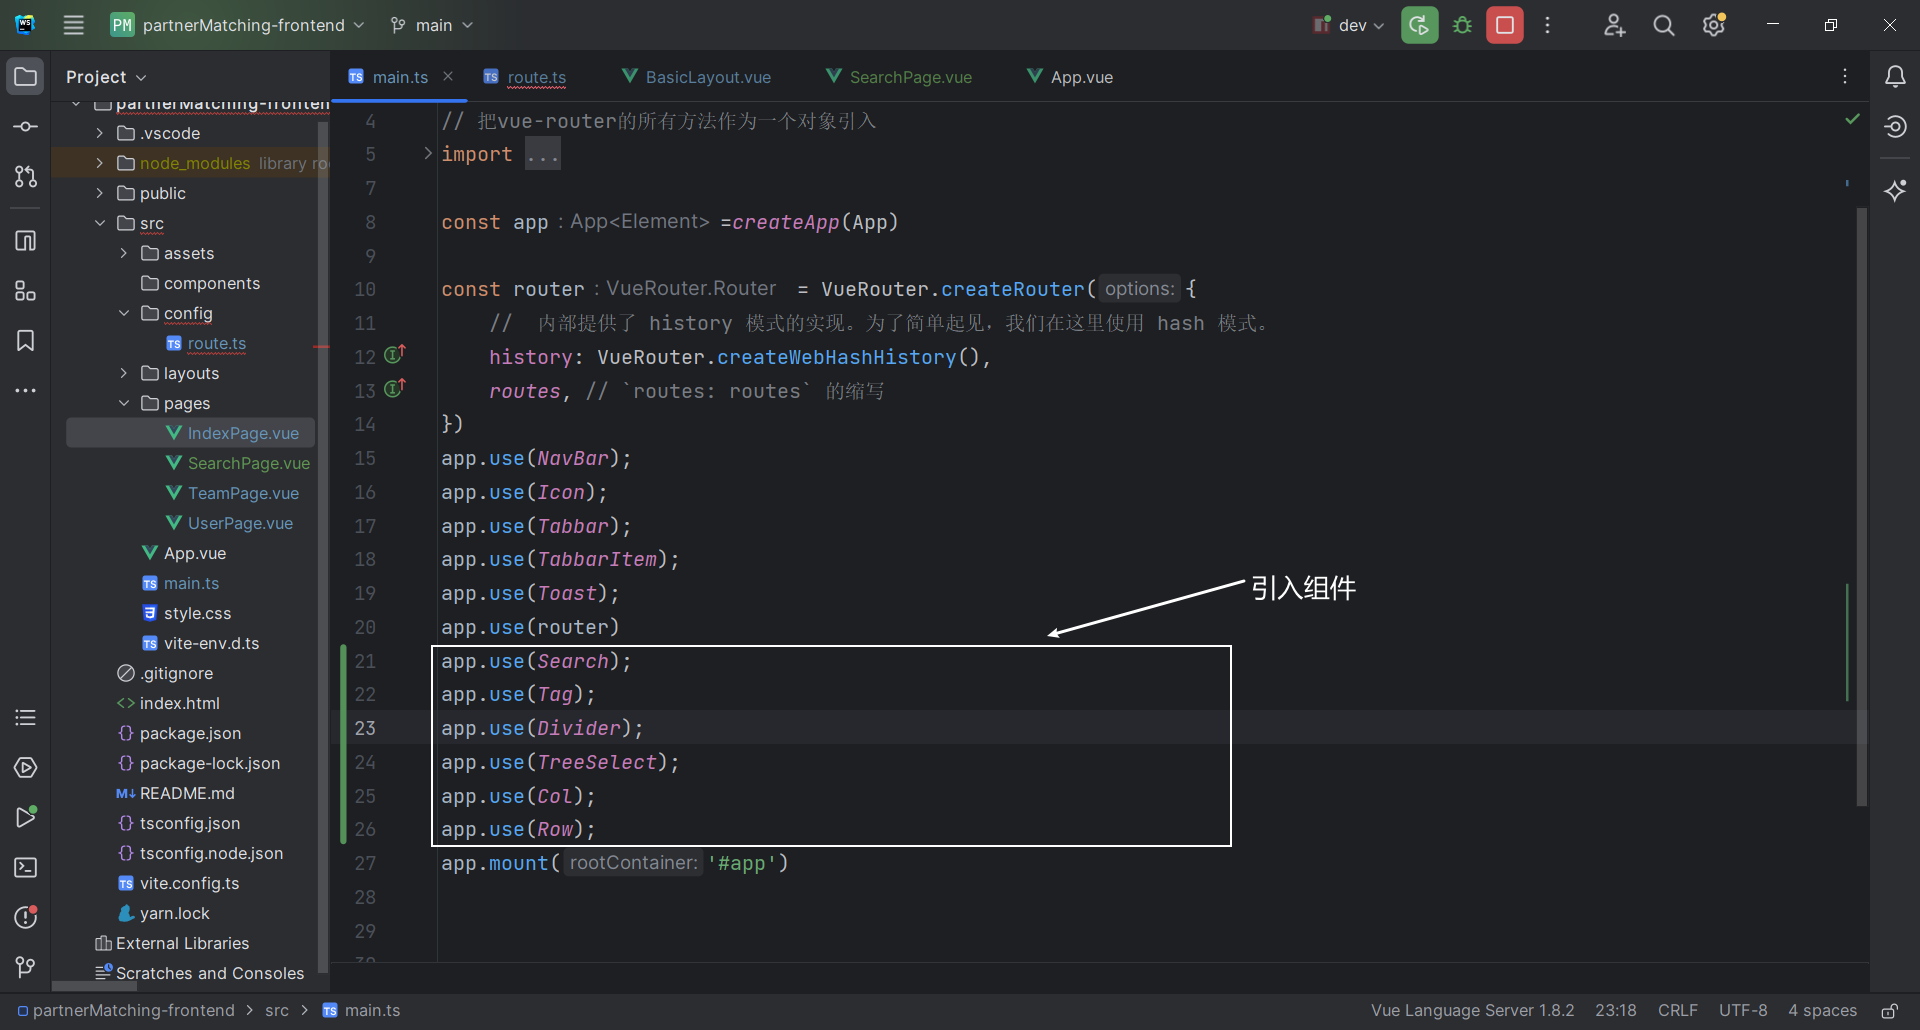 PM partnerMatching-frontend main dev
Project
main.ts route.ts BasicLayout.vue SearchPage.vue App.vue
partnerMatching-frontend
.vscode
node_modules library ro
public
src
assets
components
config
route.ts
layouts
pages
IndexPage.vue
SearchPage.vue
TeamPage.vue
UserPage.vue
App.vue
main.ts
style.css
vite-env.d.ts
.gitignore
index.html
package.json
package-lock.json
README.md
tsconfig.json
tsconfig.node.json
vite.config.ts
yarn.lock
External Libraries
Scratches and Consoles
4 // 把vue-router的所有方法作为一个对象引入
5 import ...
7
8 const app : App<Element> =createApp(App)
9
10 const router : VueRouter.Router = VueRouter.createRouter( options: {
11 // 内部提供了 history 模式的实现。为了简单起见，我们在这里使用 hash 模式。
12 history: VueRouter.createWebHashHistory(),
13 routes, // `routes: routes` 的缩写
14 })
15 app.use(NavBar);
16 app.use(Icon);
17 app.use(Tabbar);
18 app.use(TabbarItem);
19 app.use(Toast);
20 app.use(router)
21 app.use(Search);
22 app.use(Tag);
23 app.use(Divider);
24 app.use(TreeSelect);
25 app.use(Col);
26 app.use(Row);
27 app.mount( rootContainer: '#app')
28
29
引入组件
partnerMatching-frontend > src > main.ts
Vue Language Server 1.8.2 23:18 CRLF UTF-8 4 spaces